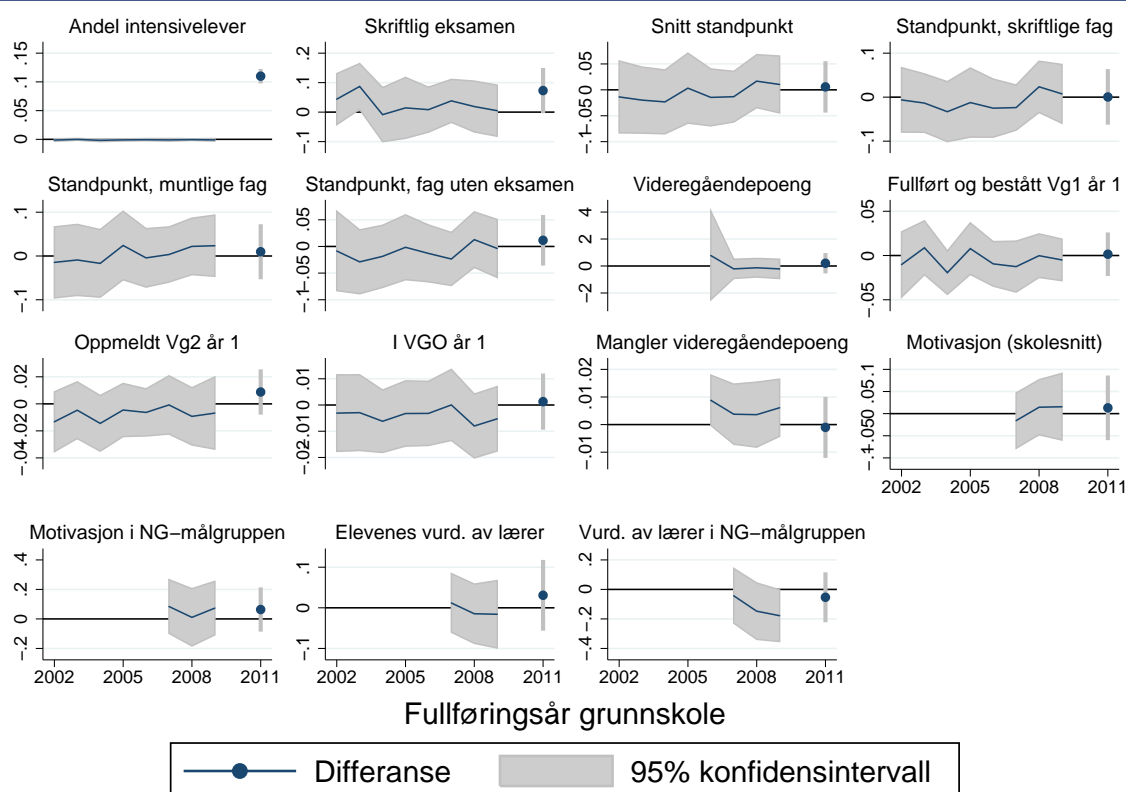 Andel intensivelever
Skriftlig eksamen
Snitt standpunkt
Standpunkt, skriftlige fag
0 .05 .1 .15
-.1 0 .1 .2
-.1 -.05 0 .05
-.1 0 .1
Standpunkt, muntlige fag
Standpunkt, fag uten eksamen
Videregåendepoeng
Fullført og bestått Vg1 år 1
-.1 0 .1
-.1 -.05 0 .05
-2 0 2 4
-.05 0 .05
Oppmeldt Vg2 år 1
I VGO år 1
Mangler videregåendepoeng
Motivasjon (skolesnitt)
-.04 -.02 0 .02
-.02 -.01 0 .01
-.01 0 .01 .02
-.1 -.05 0 .05 .1
2002 2005 2008 2011
Motivasjon i NG−målgruppen
Elevenes vurd. av lærer
Vurd. av lærer i NG−målgruppen
-.2 0 .2 .4
-.1 0 .1
-.4 -.2 0 .2
2002 2005 2008 2011
2002 2005 2008 2011
2002 2005 2008 2011
Fullføringsår grunnskole
Differanse
95% konfidensintervall